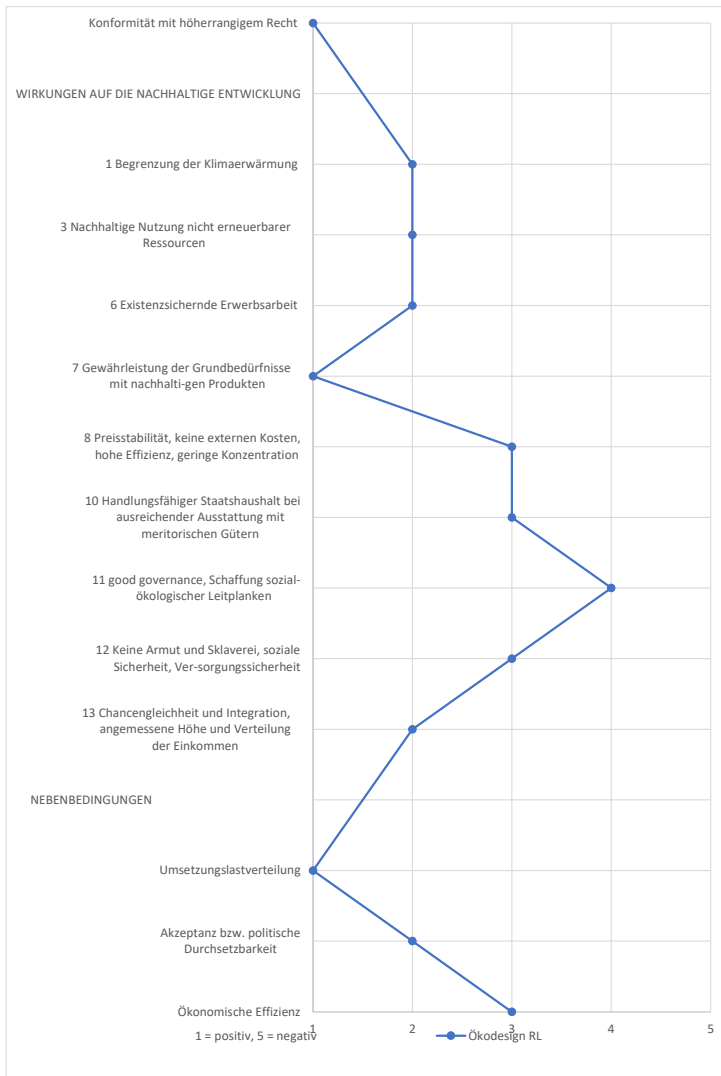 Konformität mit höherrangigem Recht
WIRKUNGEN AUF DIE NACHHALTIGE ENTWICKLUNG
1 Begrenzung der Klimaerwärmung
3 Nachhaltige Nutzung nicht erneuerbarer
Ressourcen
6 Existenzsichernde Erwerbsarbeit
7 Gewährleistung der Grundbedürfnisse
mit nachhalti-gen Produkten
8 Preisstabilität, keine externen Kosten,
hohe Effizienz, geringe Konzentration
10 Handlungsfähiger Staatshaushalt bei
ausreichender Ausstattung mit
meritorischen Gütern
11 good governance, Schaffung sozial-
ökologischer Leitplanken
12 Keine Armut und Sklaverei, soziale
Sicherheit, Ver-sorgungssicherheit
13 Chancengleichheit und Integration,
angemessene Höhe und Verteilung
der Einkommen
NEBENBEDINGUNGEN
Umsetzungslastverteilung
Akzeptanz bzw. politische
Durchsetzbarkeit
Ökonomische Effizienz
1 2 3 4 5
1 = positiv, 5 = negativ
Ökodesign RL